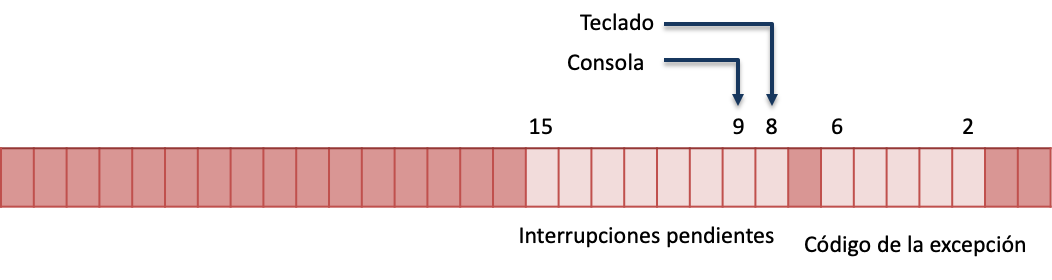 Teclado
Consola
15 9 8 6 2
Interrupciones pendientes
Código de la excepción